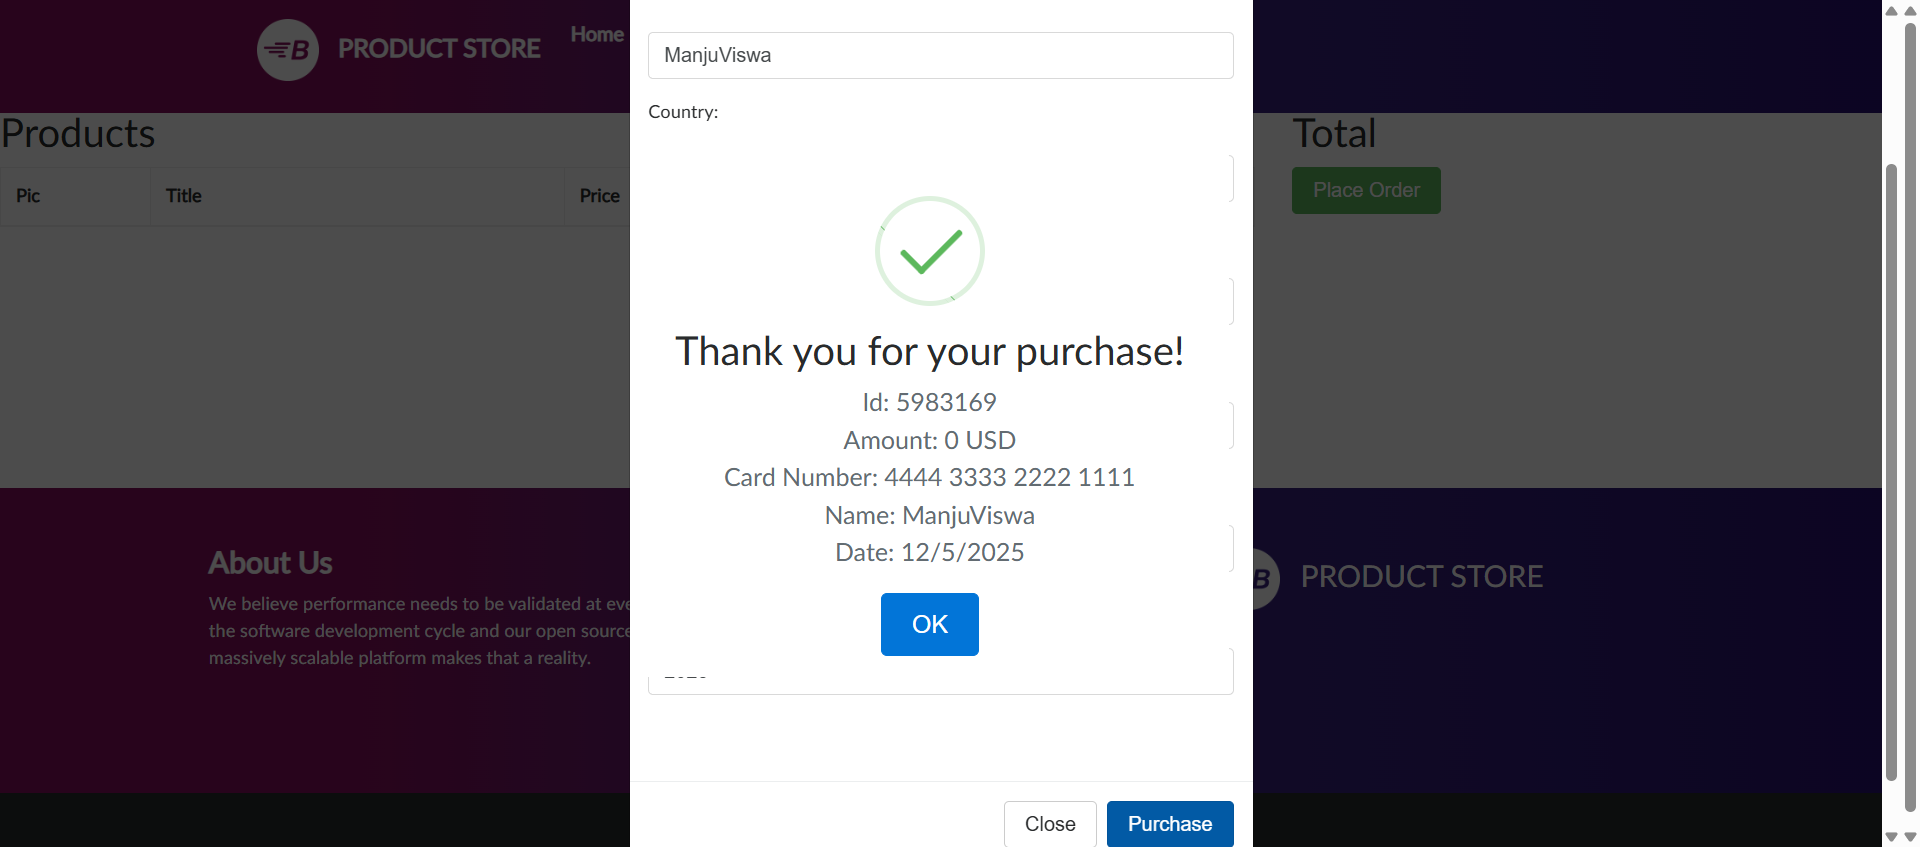 B PRODUCT STORE
Home
ManjuViswa
Country:
Products
Total
Pic Title Price
Place Order
Thank you for your purchase!
Id: 5983169
Amount: 0 USD
Card Number: 4444 3333 2222 1111
Name: ManjuViswa
Date: 12/5/2025
OK
About Us
We believe performance needs to be validated at eve
the software development cycle and our open source
massively scalable platform makes that a reality.
B PRODUCT STORE
Close Purchase